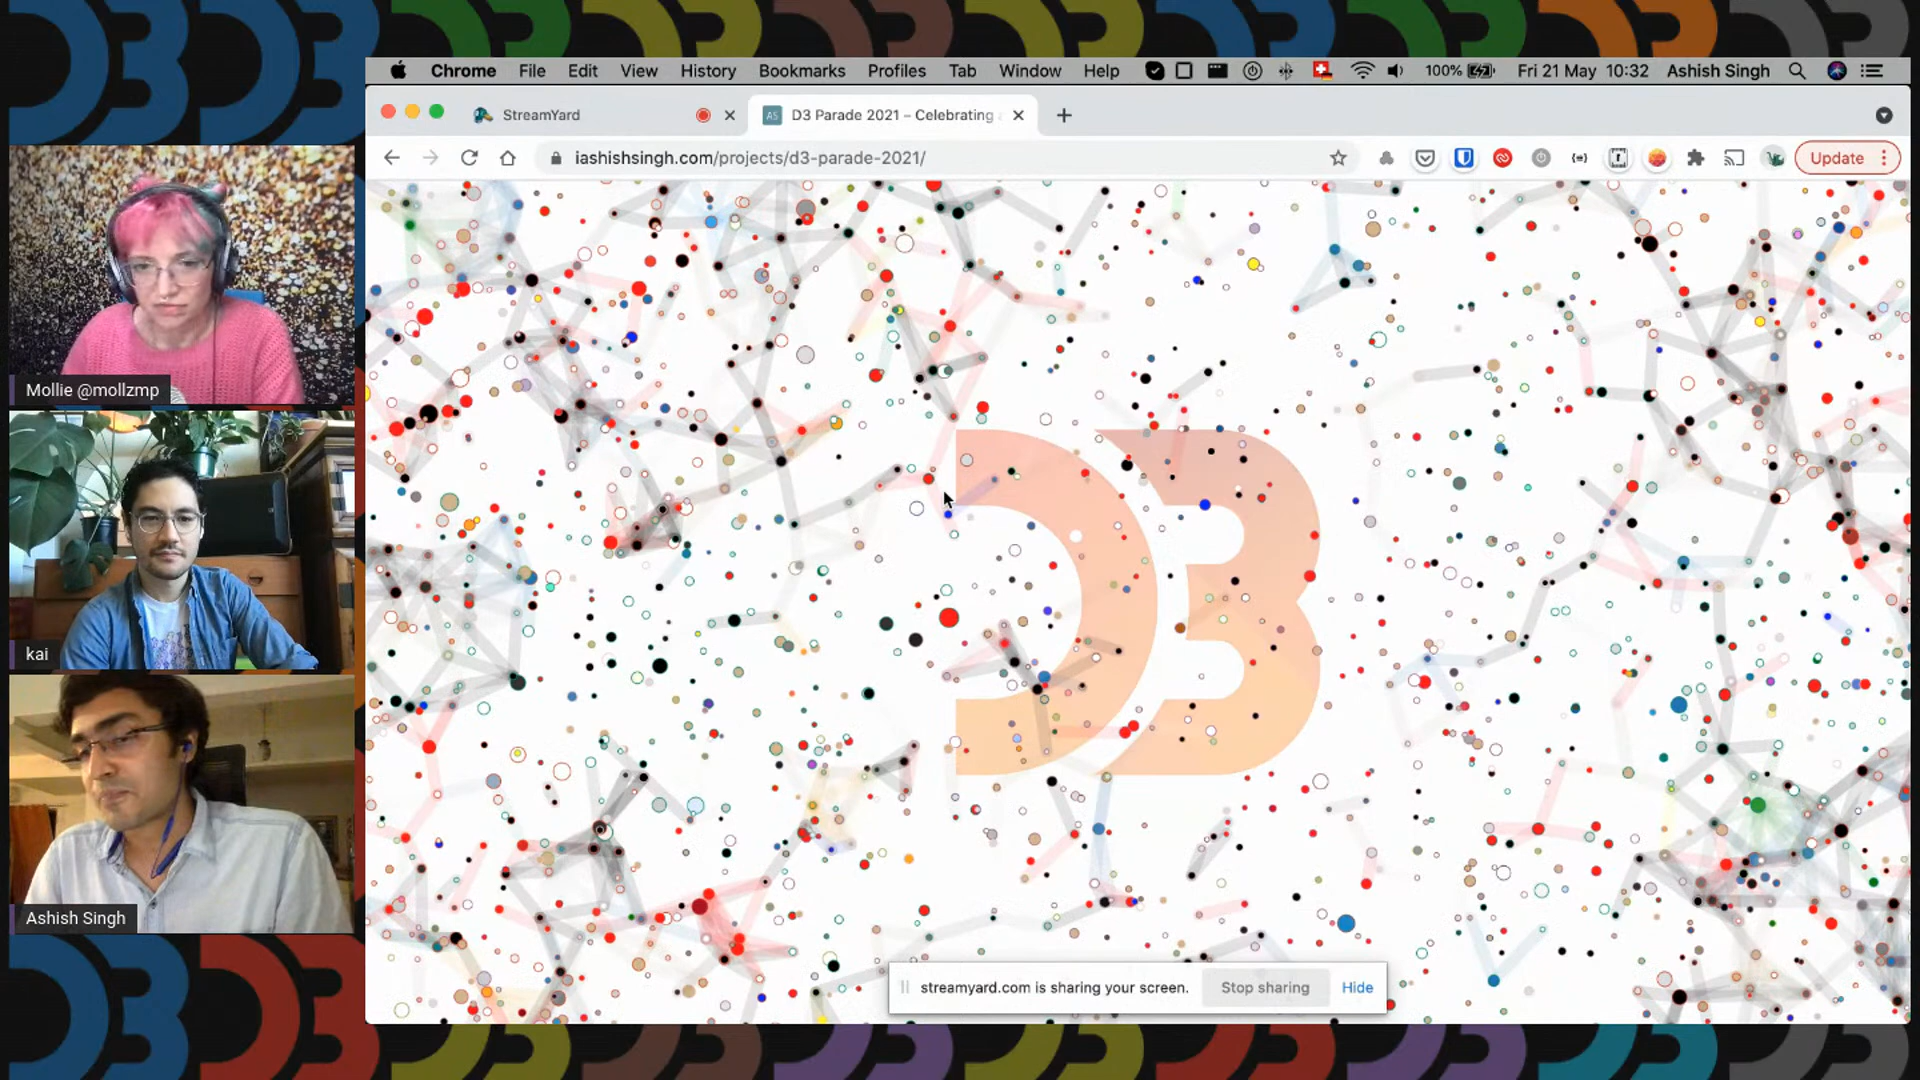 Chrome File Edit View History Bookmarks Profiles Tab Window Help 100% Fri 21 May 10:32 Ashish Singh
StreamYard
AS D3 Parade 2021 – Celebrating
iashishsingh.com/projects/d3-parade-2021/
Update
D3
Mollie @mollzmp
kai
Ashish Singh
streamyard.com is sharing your screen. Stop sharing Hide